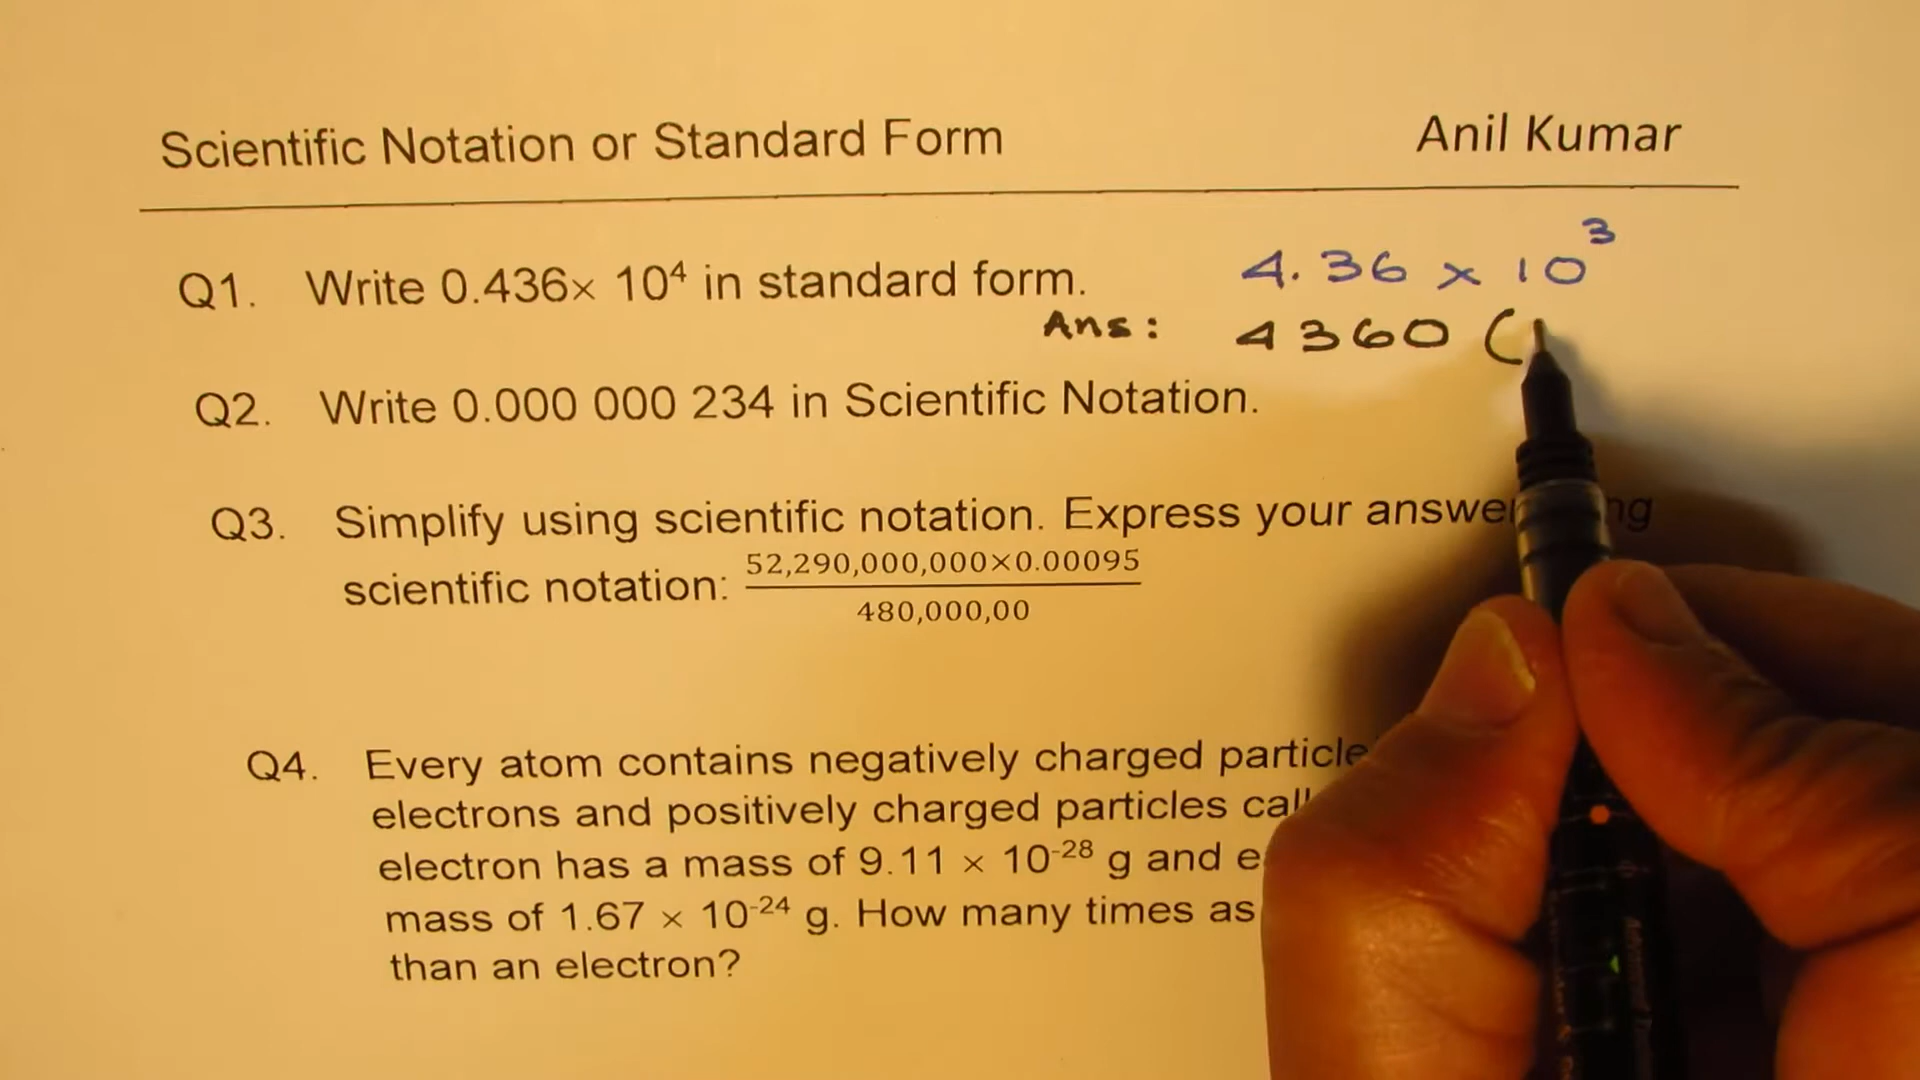 Scientific Notation or Standard Form Anil Kumar
Q1. Write 0.436× 10⁴ in standard form. 4.36 × 10³
Ans: 4360 (
Q2. Write 0.000 000 234 in Scientific Notation.
Q3. Simplify using scientific notation. Express your answer
scientific notation: 52,290,000,000×0.00095
480,000,00
Q4. Every atom contains negatively charged particle
electrons and positively charged particles
electron has a mass of 9.11 × 10⁻²⁸ g and
mass of 1.67 × 10⁻²⁴ g. How many times as
than an electron?